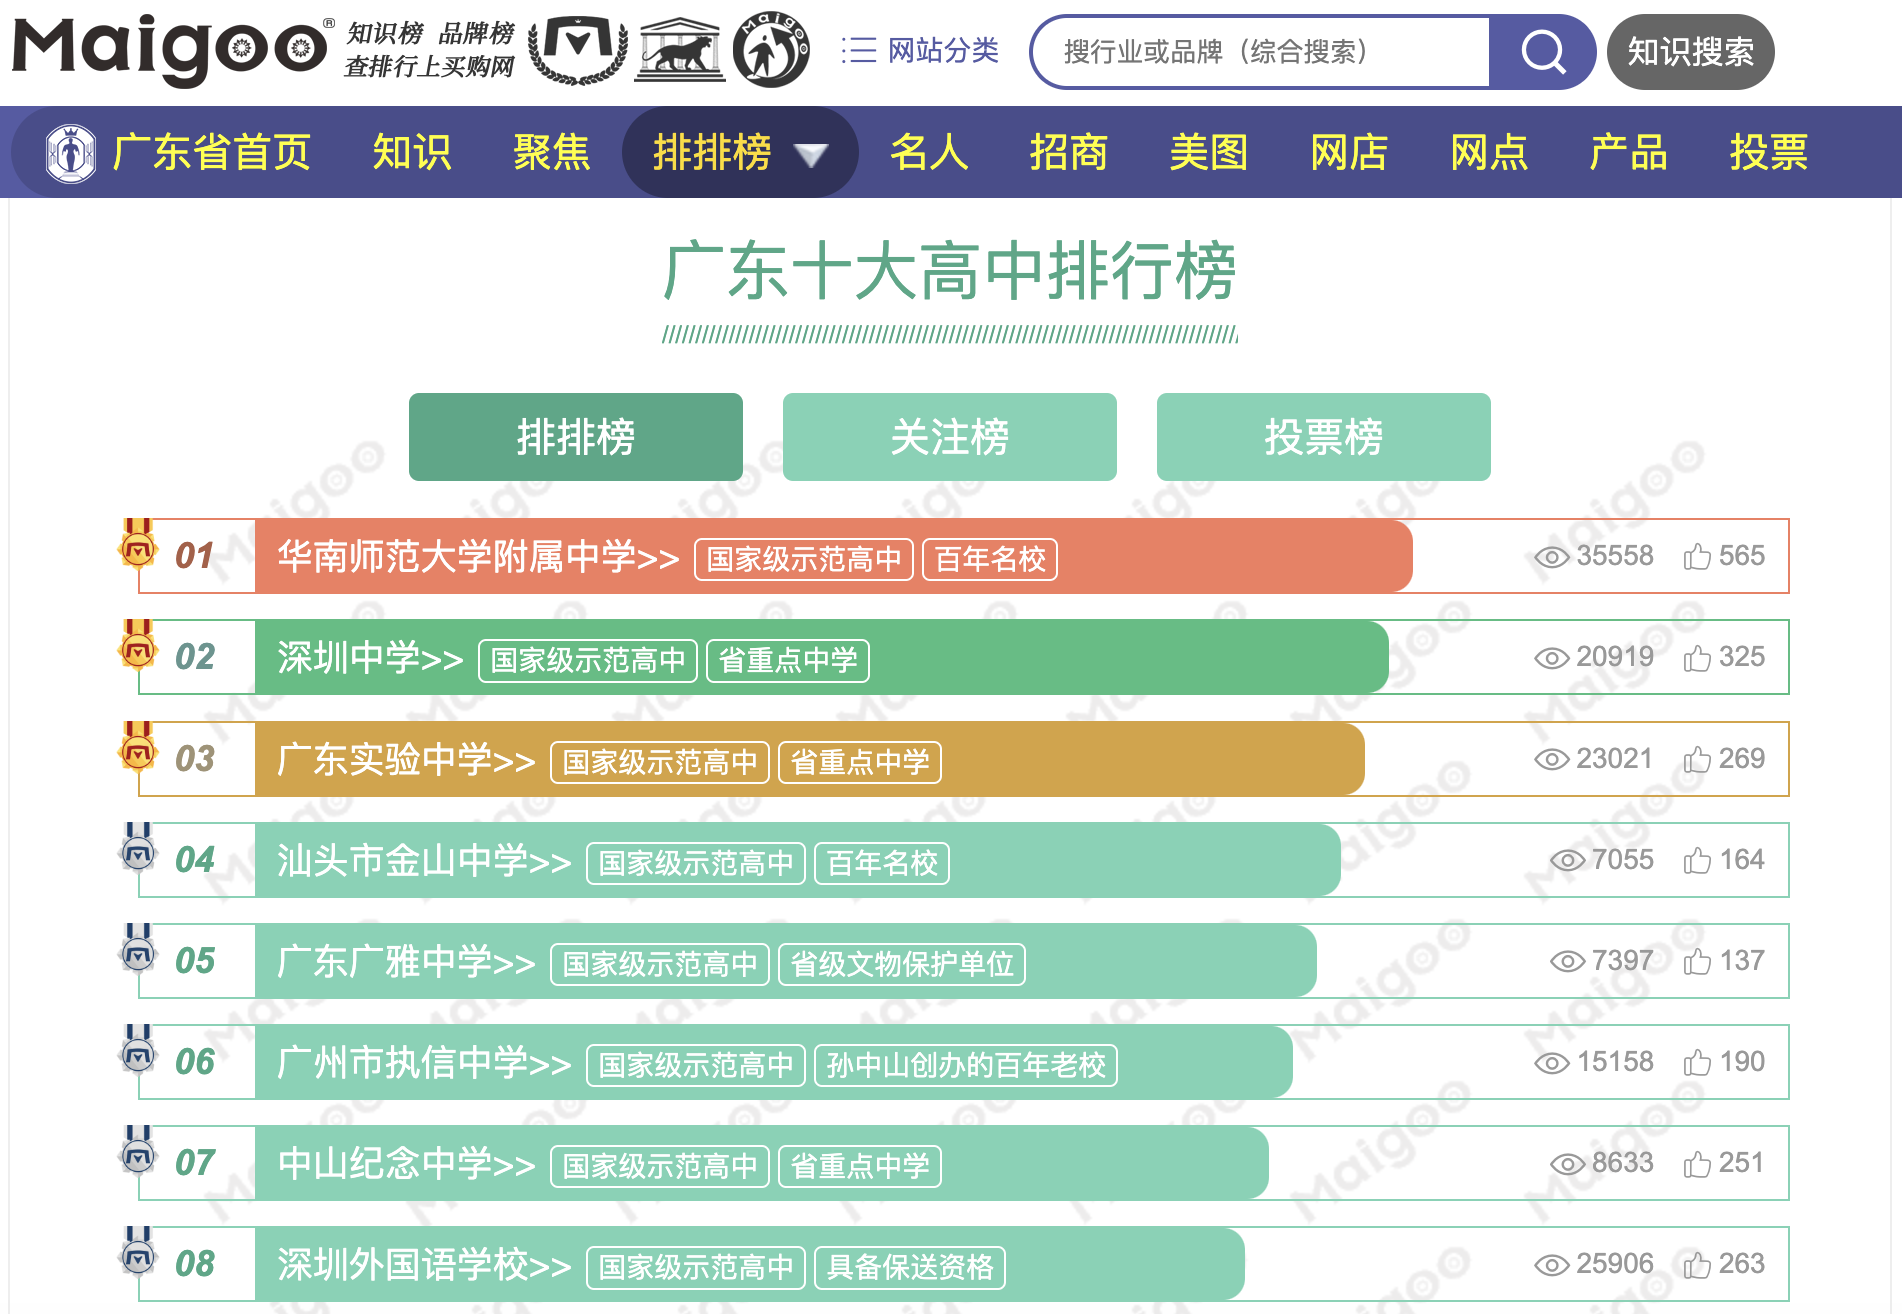 Maigoo®
知识榜 品牌榜
查排行上买购网
Maigoo
网站分类
搜行业或品牌（综合搜索）
知识搜索
广东省首页 知识 聚焦 排排榜 名人 招商 美图 网店 网点 产品 投票
广东十大高中排行榜
排排榜 关注榜 投票榜
01 华南师范大学附属中学>> 国家级示范高中 百年名校 35558 565
02 深圳中学>> 国家级示范高中 省重点中学 20919 325
03 广东实验中学>> 国家级示范高中 省重点中学 23021 269
04 汕头市金山中学>> 国家级示范高中 百年名校 7055 164
05 广东广雅中学>> 国家级示范高中 省级文物保护单位 7397 137
06 广州市执信中学>> 国家级示范高中 孙中山创办的百年老校 15158 190
07 中山纪念中学>> 国家级示范高中 省重点中学 8633 251
08 深圳外国语学校>> 国家级示范高中 具备保送资格 25906 263